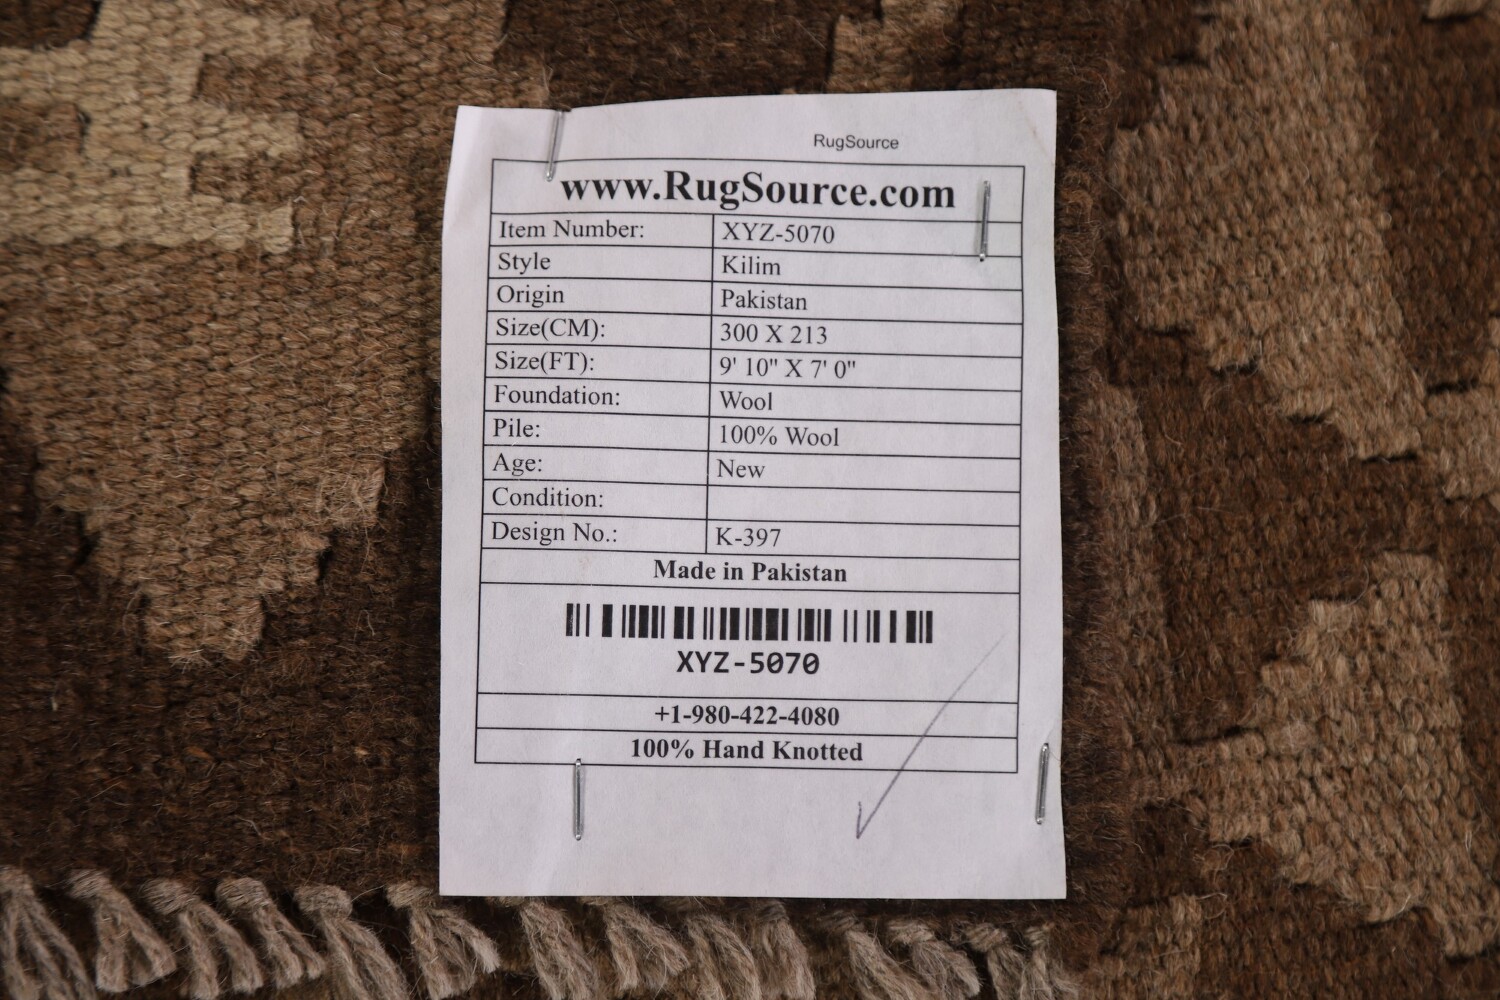 RugSource
www.RugSource.com
Item Number: XYZ-5070
Style Kilim
Origin Pakistan
Size(CM): 300 X 213
Size(FT): 9' 10" X 7' 0"
Foundation: Wool
Pile: 100% Wool
Age: New
Condition:
Design No.: K-397
Made in Pakistan
XYZ-5070
+1-980-422-4080
100% Hand Knotted